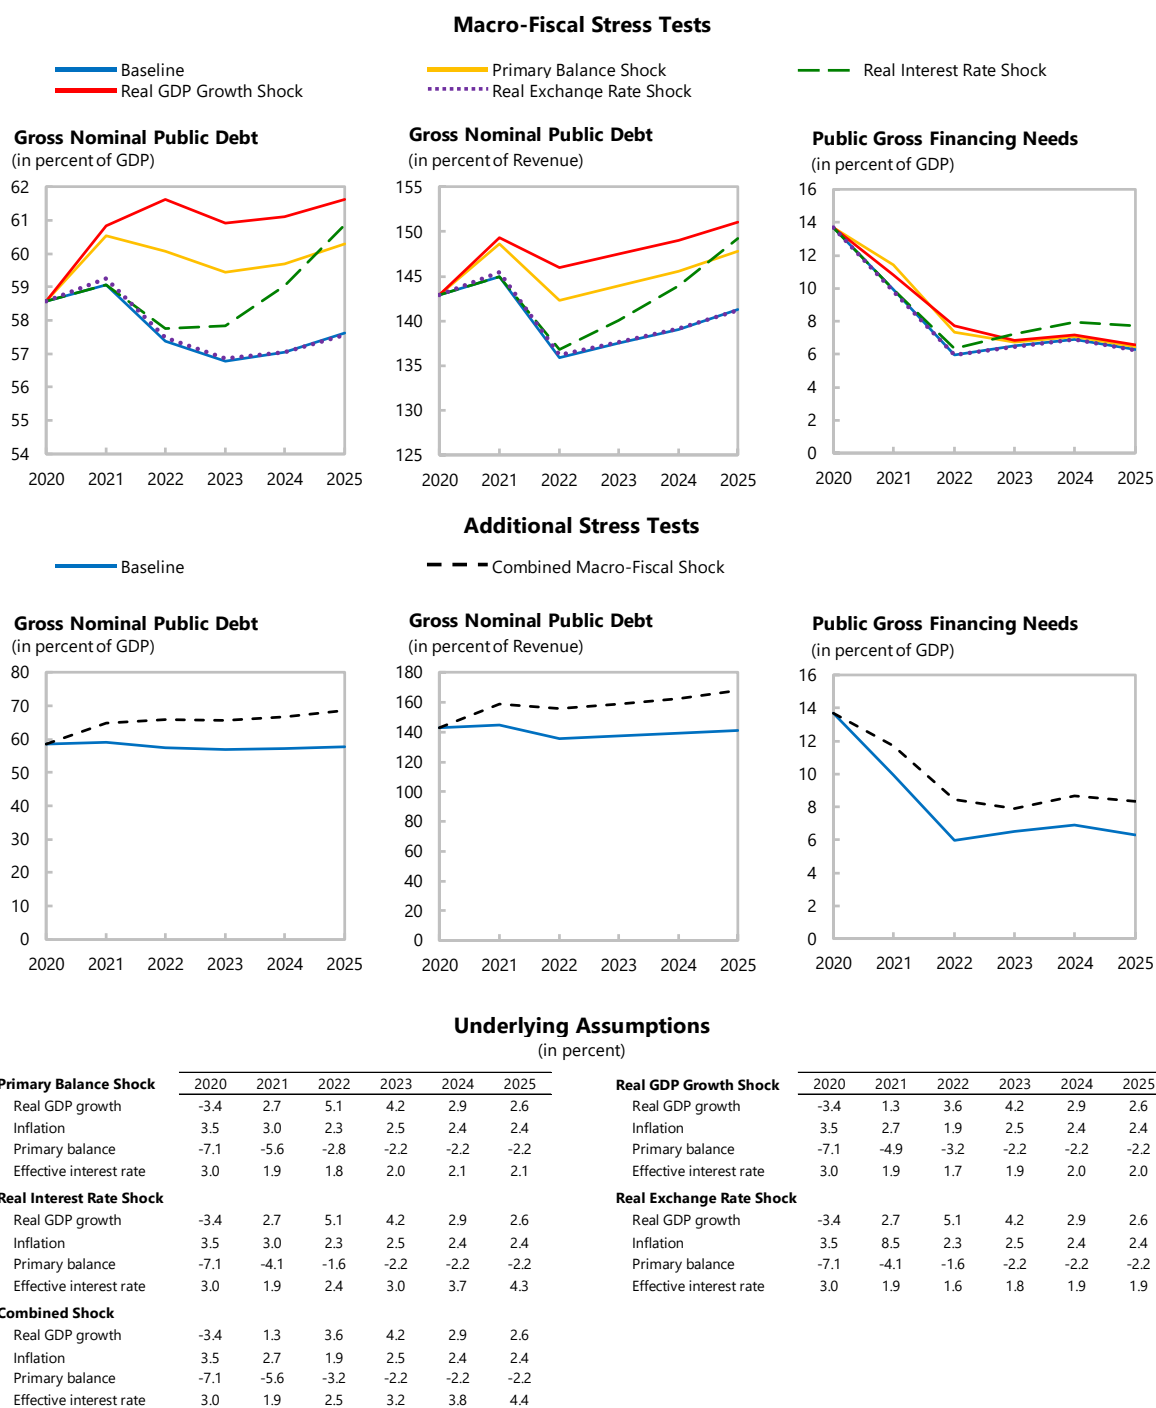 Macro-Fiscal Stress Tests
Baseline
Primary Balance Shock
Real Interest Rate Shock
Real GDP Growth Shock
Real Exchange Rate Shock
Gross Nominal Public Debt
(in percent of GDP)
62
61
60
59
58
57
56
55
54
2020 2021 2022 2023 2024 2025
Gross Nominal Public Debt
(in percent of Revenue)
155
150
145
140
135
130
125
2020 2021 2022 2023 2024 2025
Public Gross Financing Needs
(in percent of GDP)
16
14
12
10
8
6
4
2
0
2020 2021 2022 2023 2024 2025
Additional Stress Tests
Baseline
Combined Macro-Fiscal Shock
Gross Nominal Public Debt
(in percent of GDP)
80
70
60
50
40
30
20
10
0
2020 2021 2022 2023 2024 2025
Gross Nominal Public Debt
(in percent of Revenue)
180
160
140
120
100
80
60
40
20
0
2020 2021 2022 2023 2024 2025
Public Gross Financing Needs
(in percent of GDP)
16
14
12
10
8
6
4
2
0
2020 2021 2022 2023 2024 2025
Underlying Assumptions
(in percent)
Primary Balance Shock 2020 2021 2022 2023 2024 2025
Real GDP growth -3.4 2.7 5.1 4.2 2.9 2.6
Inflation 3.5 3.0 2.3 2.5 2.4 2.4
Primary balance -7.1 -5.6 -2.8 -2.2 -2.2 -2.2
Effective interest rate 3.0 1.9 1.8 2.0 2.1 2.1
Real Interest Rate Shock
Real GDP growth -3.4 2.7 5.1 4.2 2.9 2.6
Inflation 3.5 3.0 2.3 2.5 2.4 2.4
Primary balance -7.1 -4.1 -1.6 -2.2 -2.2 -2.2
Effective interest rate 3.0 1.9 2.4 3.0 3.7 4.3
Combined Shock
Real GDP growth -3.4 1.3 3.6 4.2 2.9 2.6
Inflation 3.5 2.7 1.9 2.5 2.4 2.4
Primary balance -7.1 -5.6 -3.2 -2.2 -2.2 -2.2
Effective interest rate 3.0 1.9 2.5 3.2 3.8 4.4
Real GDP Growth Shock 2020 2021 2022 2023 2024 2025
Real GDP growth -3.4 1.3 3.6 4.2 2.9 2.6
Inflation 3.5 2.7 1.9 2.5 2.4 2.4
Primary balance -7.1 -4.9 -3.2 -2.2 -2.2 -2.2
Effective interest rate 3.0 1.9 1.7 1.9 2.0 2.0
Real Exchange Rate Shock
Real GDP growth -3.4 2.7 5.1 4.2 2.9 2.6
Inflation 3.5 8.5 2.3 2.5 2.4 2.4
Primary balance -7.1 -4.1 -1.6 -2.2 -2.2 -2.2
Effective interest rate 3.0 1.9 1.6 1.8 1.9 1.9